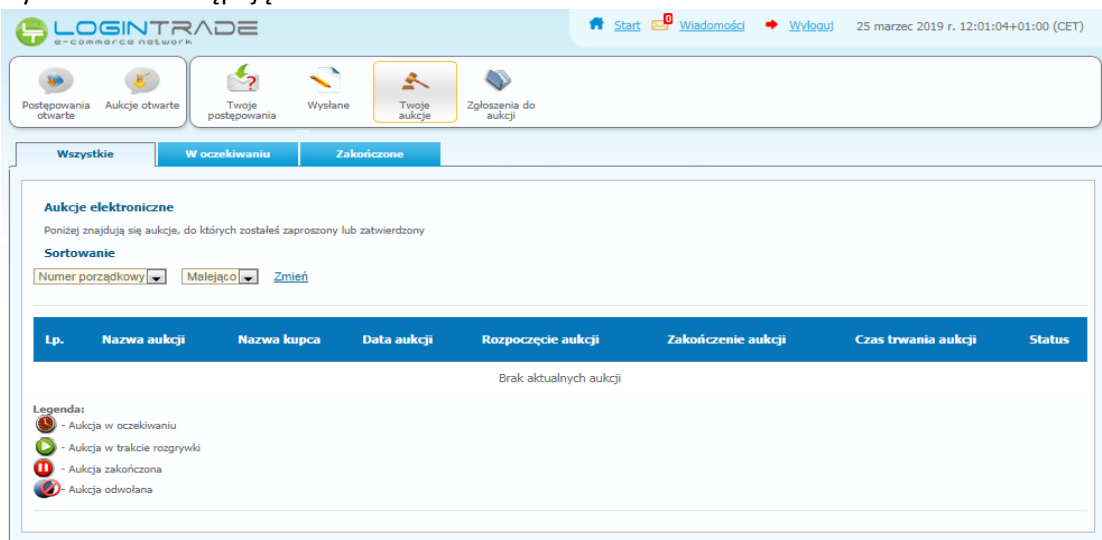 LOGINTRADE
e-commerce network
Start 0 Wiadomości Wyloguj 25 marzec 2019 r. 12:01:04+01:00 (CET)
Postępowania otwarte
Aukcje otwarte
Twoje postępowania
Wysłane
Twoje aukcje
Zgłoszenia do aukcji
Wszystkie W oczekiwaniu Zakończone
Aukcje elektroniczne
Poniżej znajdują się aukcje, do których zostałeś zaproszony lub zatwierdzony
Sortowanie
Numer porządkowy Malejąco Zmień
Lp. Nazwa aukcji Nazwa kupca Data aukcji Rozpoczęcie aukcji Zakończenie aukcji Czas trwania aukcji Status
Brak aktualnych aukcji
Legenda:
- Aukcja w oczekiwaniu
- Aukcja w trakcie rozgrywki
- Aukcja zakończona
- Aukcja odwołana